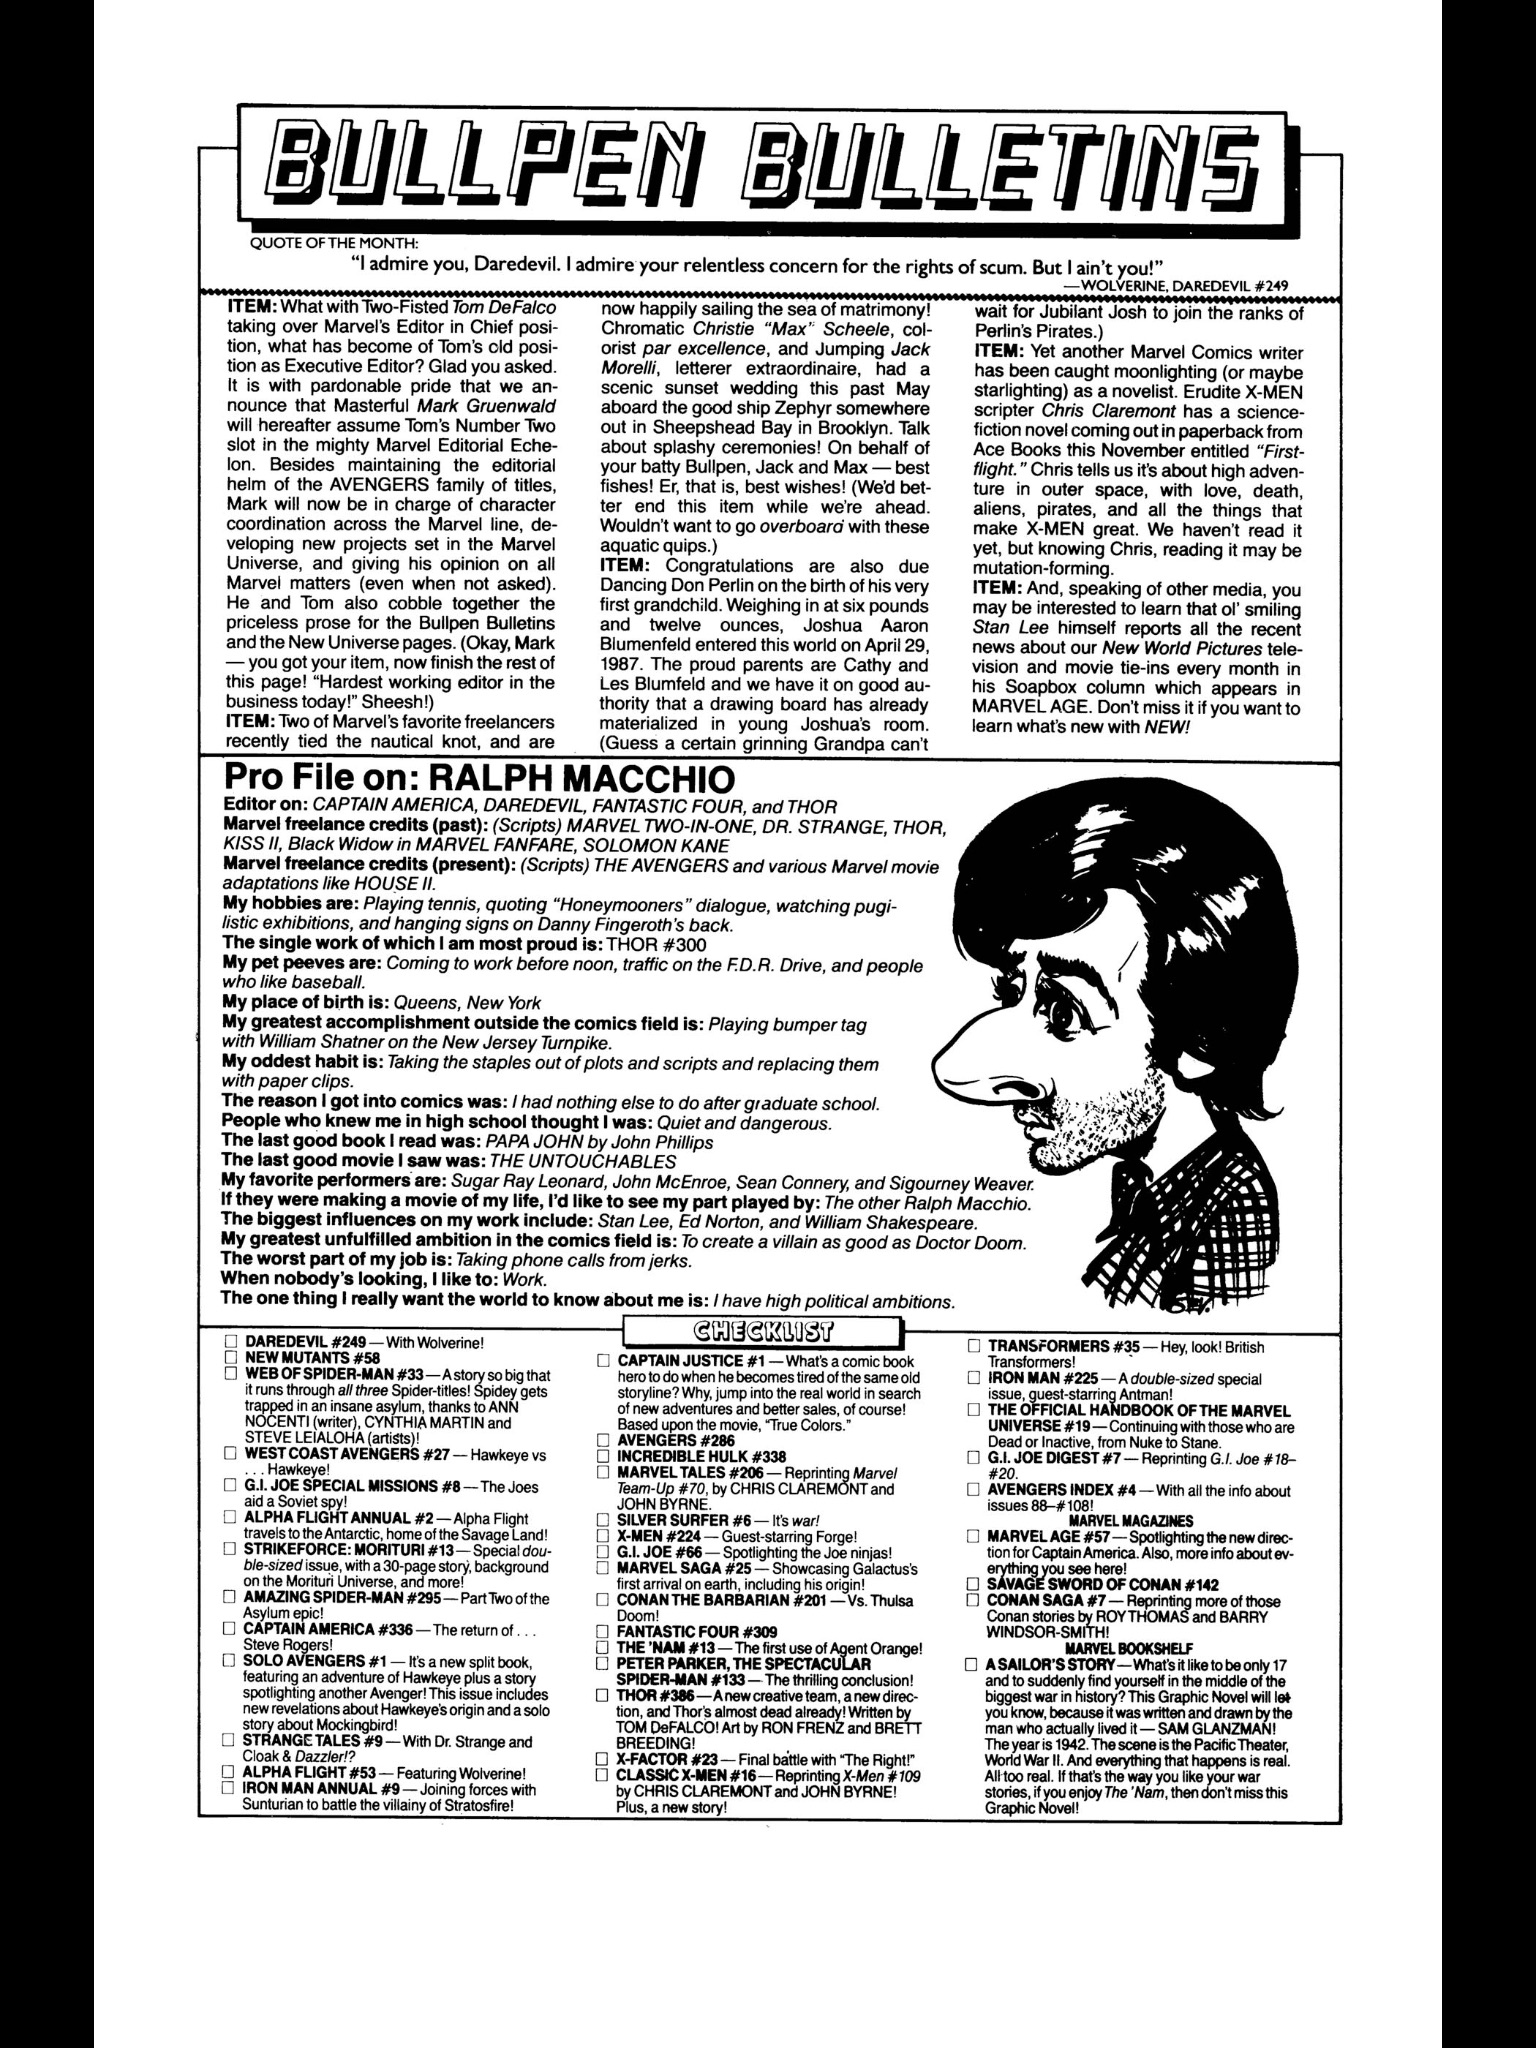 BULLPEN BULLETINS
QUOTE OF THE MONTH:
"I admire you, Daredevil. I admire your relentless concern for the rights of scum. But I ain't you!"
—WOLVERINE, DAREDEVIL #249
ITEM: What with Two-Fisted Tom DeFalco
taking over Marvel's Editor in Chief posi-
tion, what has become of Tom's old posi-
tion as Executive Editor? Glad you asked.
It is with pardonable pride that we an-
nounce that Masterful Mark Gruenwald
will hereafter assume Tom's Number Two
slot in the mighty Marvel Editorial Eche-
lon. Besides maintaining the editorial
helm of the AVENGERS family of titles,
Mark will now be in charge of character
coordination across the Marvel line, de-
veloping new projects set in the Marvel
Universe, and giving his opinion on all
Marvel matters (even when not asked).
He and Tom also cobble together the
priceless prose for the Bullpen Bulletins
and the New Universe pages. (Okay, Mark
— you got your item, now finish the rest of
this page! "Hardest working editor in the
business today!" Sheesh!)
ITEM: Two of Marvel's favorite freelancers
recently tied the nautical knot, and are
now happily sailing the sea of matrimony!
Chromatic Christie "Max" Scheele, col-
orist par excellence, and Jumping Jack
Morelli, letterer extraordinaire, had a
scenic sunset wedding this past May
aboard the good ship Zephyr somewhere
out in Sheepshead Bay in Brooklyn. Talk
about splashy ceremonies! On behalf of
your batty Bullpen, Jack and Max — best
fishes! Er, that is, best wishes! (We'd bet-
ter end this item while we're ahead.
Wouldn't want to go overboard with these
aquatic quips.)
ITEM: Congratulations are also due
Dancing Don Perlin on the birth of his very
first grandchild. Weighing in at six pounds
and twelve ounces, Joshua Aaron
Blumenfeld entered this world on April 29,
1987. The proud parents are Cathy and
Les Blumfeld and we have it on good au-
thority that a drawing board has already
materialized in young Joshua's room.
(Guess a certain grinning Grandpa can't
wait for Jubilant Josh to join the ranks of
Perlin's Pirates.)
ITEM: Yet another Marvel Comics writer
has been caught moonlighting (or maybe
starlighting) as a novelist. Erudite X-MEN
scripter Chris Claremont has a science-
fiction novel coming out in paperback from
Ace Books this November entitled "First-
flight." Chris tells us it's about high adven-
ture in outer space, with love, death,
aliens, pirates, and all the things that
make X-MEN great. We haven't read it
yet, but knowing Chris, reading it may be
mutation-forming.
ITEM: And, speaking of other media, you
may be interested to learn that ol' smiling
Stan Lee himself reports all the recent
news about our New World Pictures tele-
vision and movie tie-ins every month in
his Soapbox column which appears in
MARVEL AGE. Don't miss it if you want to
learn what's new with NEW!
Pro File on: RALPH MACCHIO
Editor on: CAPTAIN AMERICA, DAREDEVIL, FANTASTIC FOUR, and THOR
Marvel freelance credits (past): (Scripts) MARVEL TWO-IN-ONE, DR. STRANGE, THOR,
KISS II, Black Widow in MARVEL FANFARE, SOLOMON KANE
Marvel freelance credits (present): (Scripts) THE AVENGERS and various Marvel movie
adaptations like HOUSE II.
My hobbies are: Playing tennis, quoting "Honeymooners" dialogue, watching pugi-
listic exhibitions, and hanging signs on Danny Fingeroth's back.
The single work of which I am most proud is: THOR #300
My pet peeves are: Coming to work before noon, traffic on the F.D.R. Drive, and people
who like baseball.
My place of birth is: Queens, New York
My greatest accomplishment outside the comics field is: Playing bumper tag
with William Shatner on the New Jersey Turnpike.
My oddest habit is: Taking the staples out of plots and scripts and replacing them
with paper clips.
The reason I got into comics was: I had nothing else to do after graduate school.
People who knew me in high school thought I was: Quiet and dangerous.
The last good book I read was: PAPA JOHN by John Phillips
The last good movie I saw was: THE UNTOUCHABLES
My favorite performers are: Sugar Ray Leonard, John McEnroe, Sean Connery, and Sigourney Weaver.
If they were making a movie of my life, I'd like to see my part played by: The other Ralph Macchio.
The biggest influences on my work include: Stan Lee, Ed Norton, and William Shakespeare.
My greatest unfulfilled ambition in the comics field is: To create a villain as good as Doctor Doom.
The worst part of my job is: Taking phone calls from jerks.
When nobody's looking, I like to: Work.
The one thing I really want the world to know about me is: I have high political ambitions.
CHECKLIST
DAREDEVIL #249 — With Wolverine!
NEW MUTANTS #58
WEB OF SPIDER-MAN #33 — A story so big that
it runs through all three Spider-titles! Spidey gets
trapped in an insane asylum, thanks to ANN
NOCENTI (writer), CYNTHIA MARTIN and
STEVE LEIALOHA (artists)!
WEST COAST AVENGERS #27 — Hawkeye vs
. . . Hawkeye!
G.I. JOE SPECIAL MISSIONS #8 — The Joes
aid a Soviet spy!
ALPHA FLIGHT ANNUAL #2 — Alpha Flight
travels to the Antarctic, home of the Savage Land!
STRIKEFORCE: MORITURI #13 — Special dou-
ble-sized issue, with a 30-page story, background
on the Morituri Universe, and more!
AMAZING SPIDER-MAN #295 — Part Two of the
Asylum epic!
CAPTAIN AMERICA #336 — The return of . . .
Steve Rogers!
SOLO AVENGERS #1 — It's a new split book,
featuring an adventure of Hawkeye plus a story
spotlighting another Avenger! This issue includes
new revelations about Hawkeye's origin and a solo
story about Mockingbird!
STRANGE TALES #9 — With Dr. Strange and
Cloak & Dazzler!?
ALPHA FLIGHT #53 — Featuring Wolverine!
IRON MAN ANNUAL #9 — Joining forces with
Sunturian to battle the villainy of Stratosfire!
CAPTAIN JUSTICE #1 — What's a comic book
hero to do when he becomes tired of the same old
storyline? Why, jump into the real world in search
of new adventures and better sales, of course!
Based upon the movie, "True Colors."
AVENGERS #286
INCREDIBLE HULK #338
MARVEL TALES #206 — Reprinting Marvel
Team-Up #70, by CHRIS CLAREMONT and
JOHN BYRNE.
SILVER SURFER #6 — It's war!
X-MEN #224 — Guest-starring Forge!
G.I. JOE #66 — Spotlighting the Joe ninjas!
MARVEL SAGA #25 — Showcasing Galactus's
first arrival on earth, including his origin!
CONAN THE BARBARIAN #201 — Vs. Thulsa
Doom!
FANTASTIC FOUR #309
THE 'NAM #13 — The first use of Agent Orange!
PETER PARKER, THE SPECTACULAR
SPIDER-MAN #133 — The thrilling conclusion!
THOR #386 — A new creative team, a new direc-
tion, and Thor's almost dead already! Written by
TOM DeFALCO! Art by RON FRENZ and BRETT
BREEDING!
X-FACTOR #23 — Final battle with "The Right!"
CLASSIC X-MEN #16 — Reprinting X-Men #109
by CHRIS CLAREMONT and JOHN BYRNE!
Plus, a new story!
TRANSFORMERS #35 — Hey, look! British
Transformers!
IRON MAN #225 — A double-sized special
issue, guest-starring Antman!
THE OFFICIAL HANDBOOK OF THE MARVEL
UNIVERSE #19 — Continuing with those who are
Dead or Inactive, from Nuke to Stane.
G.I. JOE DIGEST #7 — Reprinting G.I. Joe #18–
#20.
AVENGERS INDEX #4 — With all the info about
issues 88–#108!
MARVEL MAGAZINES
MARVEL AGE #57 — Spotlighting the new direc-
tion for Captain America. Also, more info about ev-
erything you see here!
SAVAGE SWORD OF CONAN #142
CONAN SAGA #7 — Reprinting more of those
Conan stories by ROY THOMAS and BARRY
WINDSOR-SMITH!
MARVEL BOOKSHELF
A SAILOR'S STORY — What's it like to be only 17
and to suddenly find yourself in the middle of the
biggest war in history? This Graphic Novel will let
you know, because it was written and drawn by the
man who actually lived it — SAM GLANZMAN!
The year is 1942. The scene is the Pacific Theater,
World War II. And everything that happens is real.
All too real. If that's the way you like your war
stories, if you enjoy The 'Nam, then don't miss this
Graphic Novel!